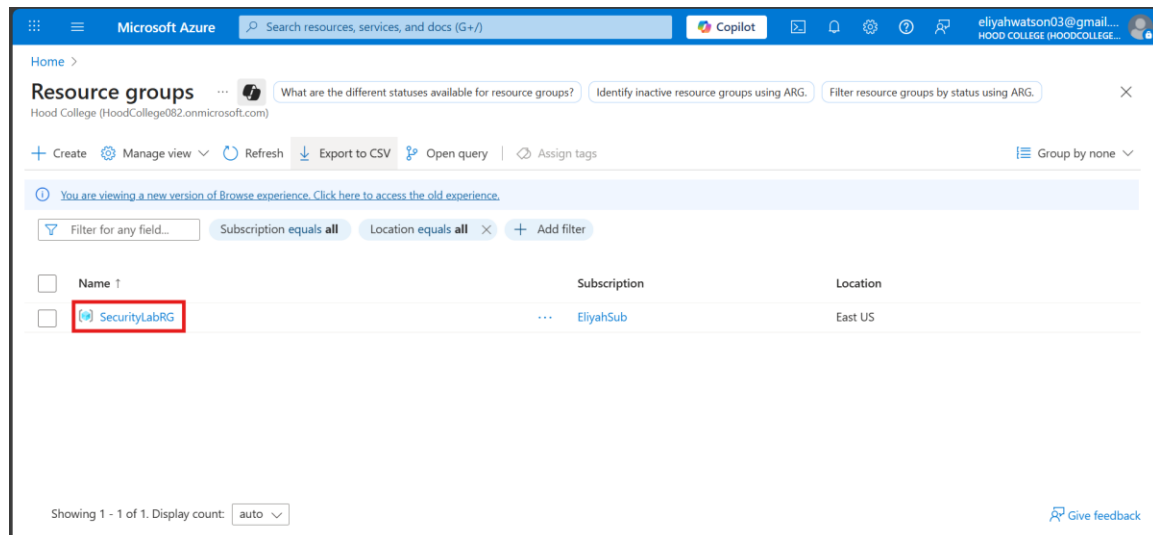 Microsoft Azure
Search resources, services, and docs (G+/)
Copilot
eliyahwatson03@gmail....
HOOD COLLEGE (HOODCOLLEGE...
Home >
Resource groups ...
What are the different statuses available for resource groups?
Identify inactive resource groups using ARG.
Filter resource groups by status using ARG.
Hood College (HoodCollege082.onmicrosoft.com)
+ Create
Manage view
Refresh
Export to CSV
Open query
Assign tags
Group by none
You are viewing a new version of Browse experience. Click here to access the old experience.
Filter for any field...
Subscription equals all
Location equals all ×
+ Add filter
Name ↑
Subscription
Location
SecurityLabRG
...
EliyahSub
East US
Showing 1 - 1 of 1. Display count:
auto
Give feedback